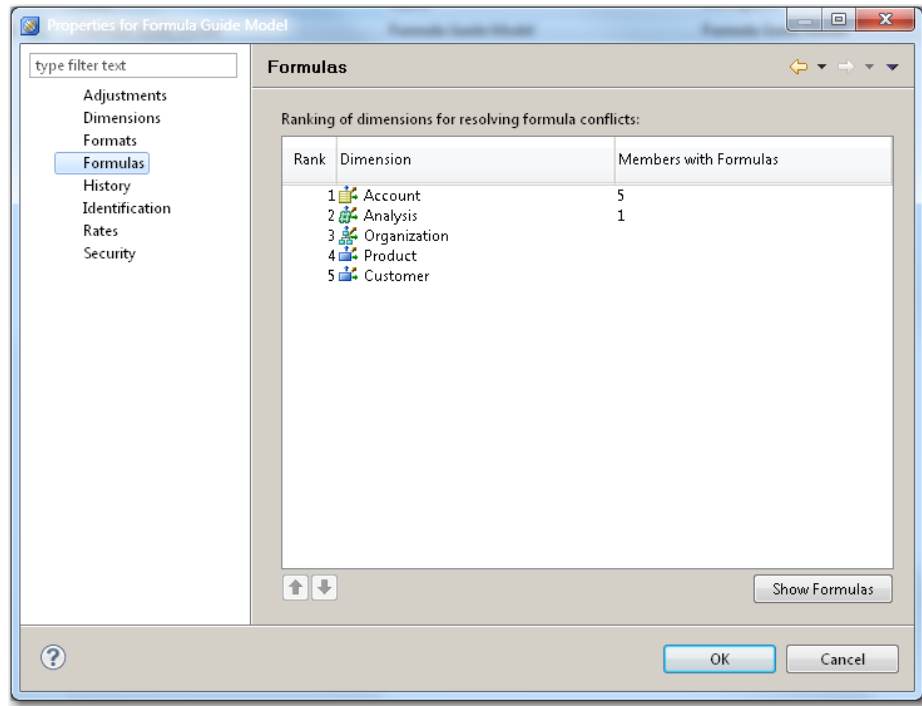 Properties for Formula Guide Model
type filter text
Adjustments
Dimensions
Formats
Formulas
History
Identification
Rates
Security
Formulas
Ranking of dimensions for resolving formula conflicts:
Rank Dimension Members with Formulas
1 Account 5
2 Analysis 1
3 Organization
4 Product
5 Customer
Show Formulas
? OK Cancel